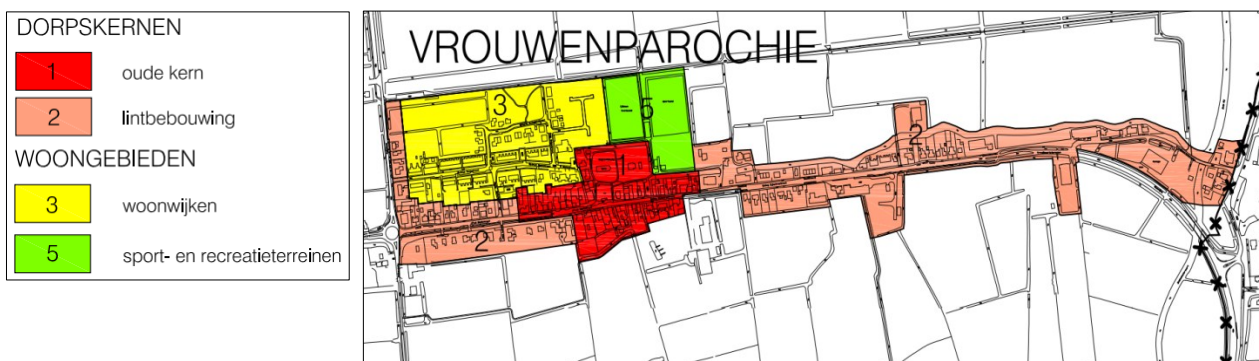 DORPSKERNEN
1 oude kern
2 lintbebouwing
WOONGEBIEDEN
3 woonwijken
5 sport- en recreatieterreinen
VROUWENPAROCHIE
3
5
2
1
2